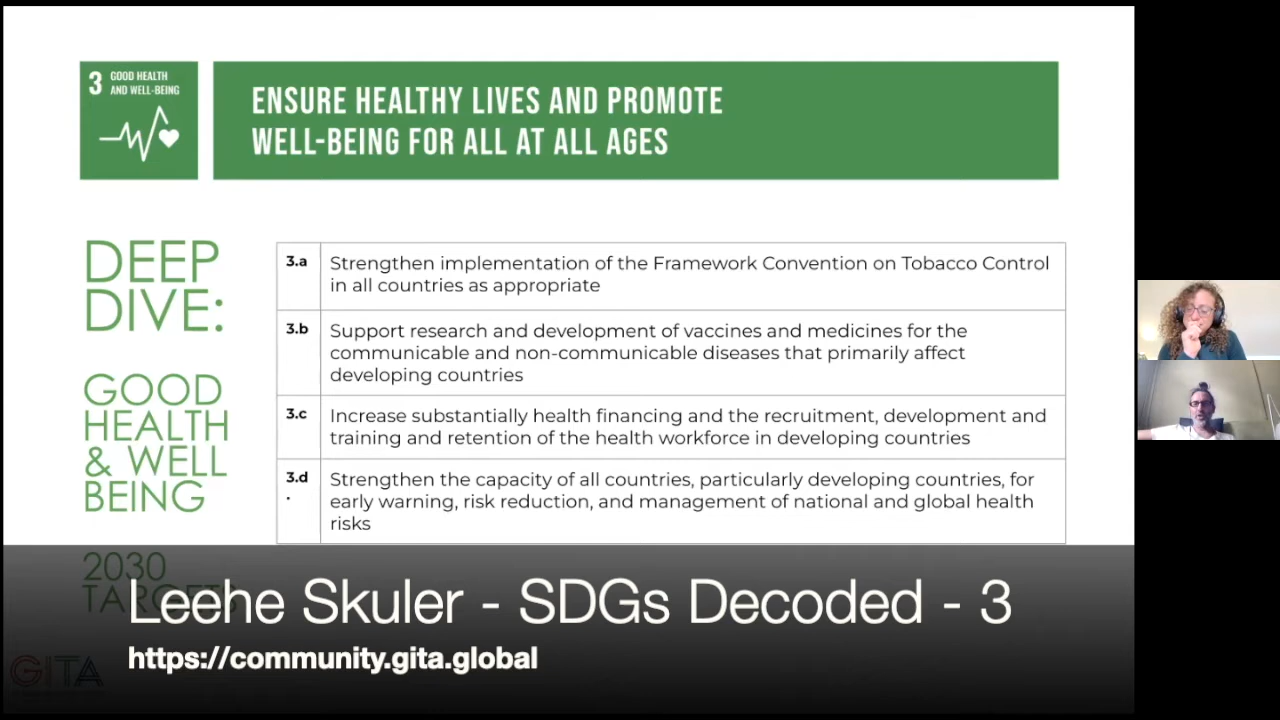 3 GOOD HEALTH
AND WELL-BEING
ENSURE HEALTHY LIVES AND PROMOTE
WELL-BEING FOR ALL AT ALL AGES
DEEP
DIVE:
GOOD
HEALTH
& WELL
BEING
2030
TARGETS
3.a Strengthen implementation of the Framework Convention on Tobacco Control
in all countries as appropriate
3.b Support research and development of vaccines and medicines for the
communicable and non-communicable diseases that primarily affect
developing countries
3.c Increase substantially health financing and the recruitment, development and
training and retention of the health workforce in developing countries
3.d Strengthen the capacity of all countries, particularly developing countries, for
. early warning, risk reduction, and management of national and global health
risks
Leehe Skuler - SDGs Decoded - 3
https://community.gita.global
GITA